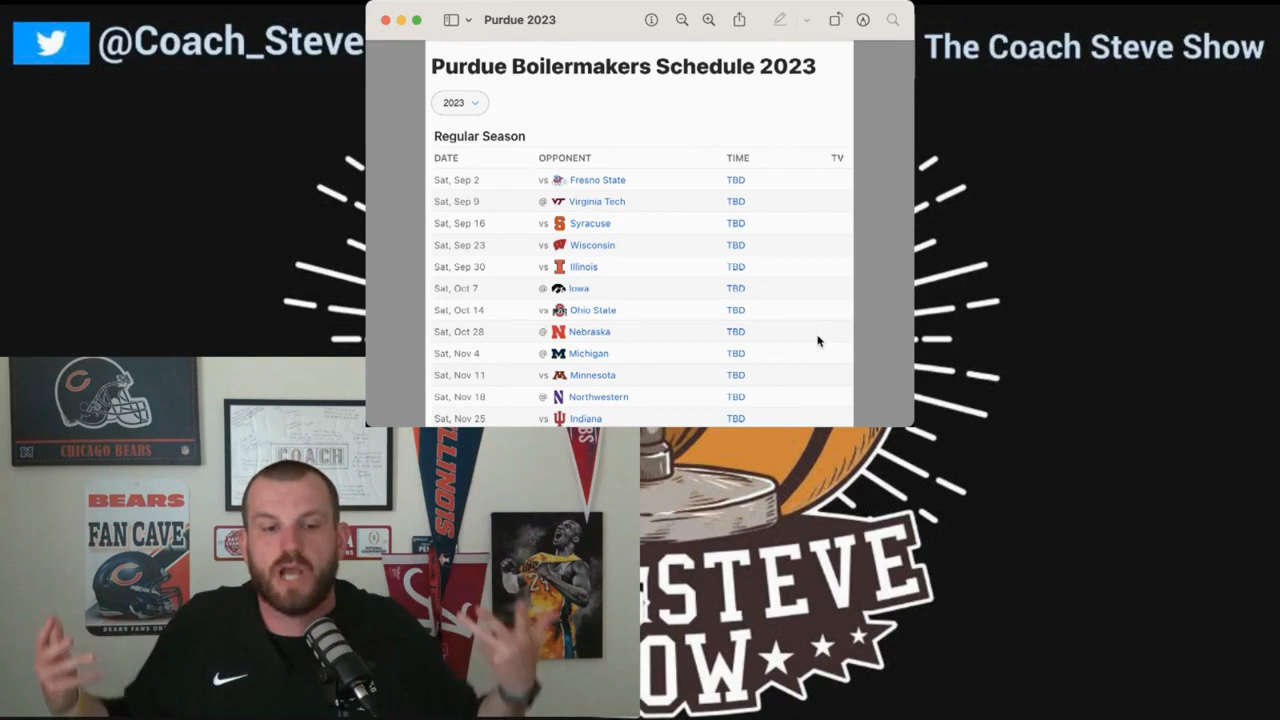 @Coach_Steve
Purdue 2023
The Coach Steve Show
Purdue Boilermakers Schedule 2023
2023
Regular Season
DATE OPPONENT TIME TV
Sat, Sep 2 vs Fresno State TBD
Sat, Sep 9 @ VT Virginia Tech TBD
Sat, Sep 16 vs S Syracuse TBD
Sat, Sep 23 vs W Wisconsin TBD
Sat, Sep 30 vs I Illinois TBD
Sat, Oct 7 @ Iowa TBD
Sat, Oct 14 vs Ohio State TBD
Sat, Oct 28 @ N Nebraska TBD
Sat, Nov 4 @ M Michigan TBD
Sat, Nov 11 vs M Minnesota TBD
Sat, Nov 18 @ N Northwestern TBD
Sat, Nov 25 vs Indiana TBD
CHICAGO BEARS
COACH
ILLINOIS
BEARS
FAN CAVE
BEARS FANS ONLY
24
STEVE
OW